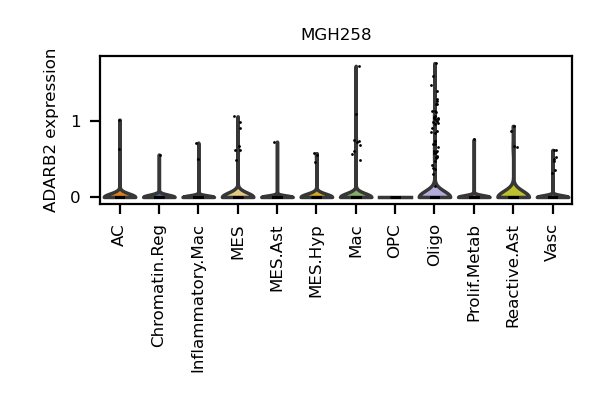 MGH258
ADARB2 expression
1
0
AC
Chromatin.Reg
Inflammatory.Mac
MES
MES.Ast
MES.Hyp
Mac
OPC
Oligo
Prolif.Metab
Reactive.Ast
Vasc